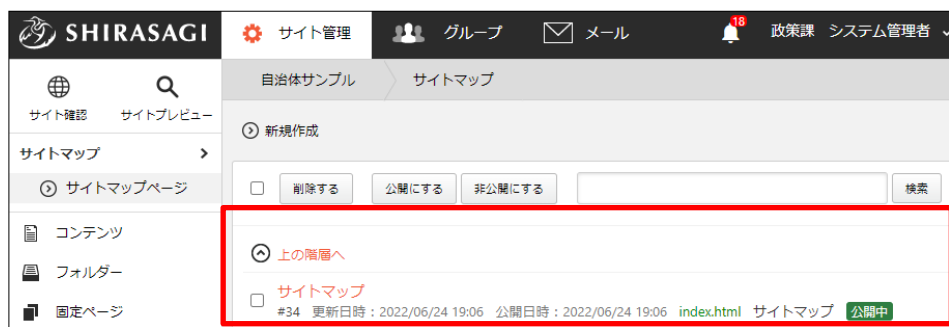 SHIRASAGI サイト管理 グループ メール 18 政策課 システム管理者
サイト確認 サイトプレビュー
自治体サンプル サイトマップ
新規作成
サイトマップ
サイトマップページ
削除する 公開にする 非公開にする 検索
コンテンツ
フォルダー
固定ページ
上の階層へ
サイトマップ
#34 更新日時：2022/06/24 19:06 公開日時：2022/06/24 19:06 index.html サイトマップ 公開中